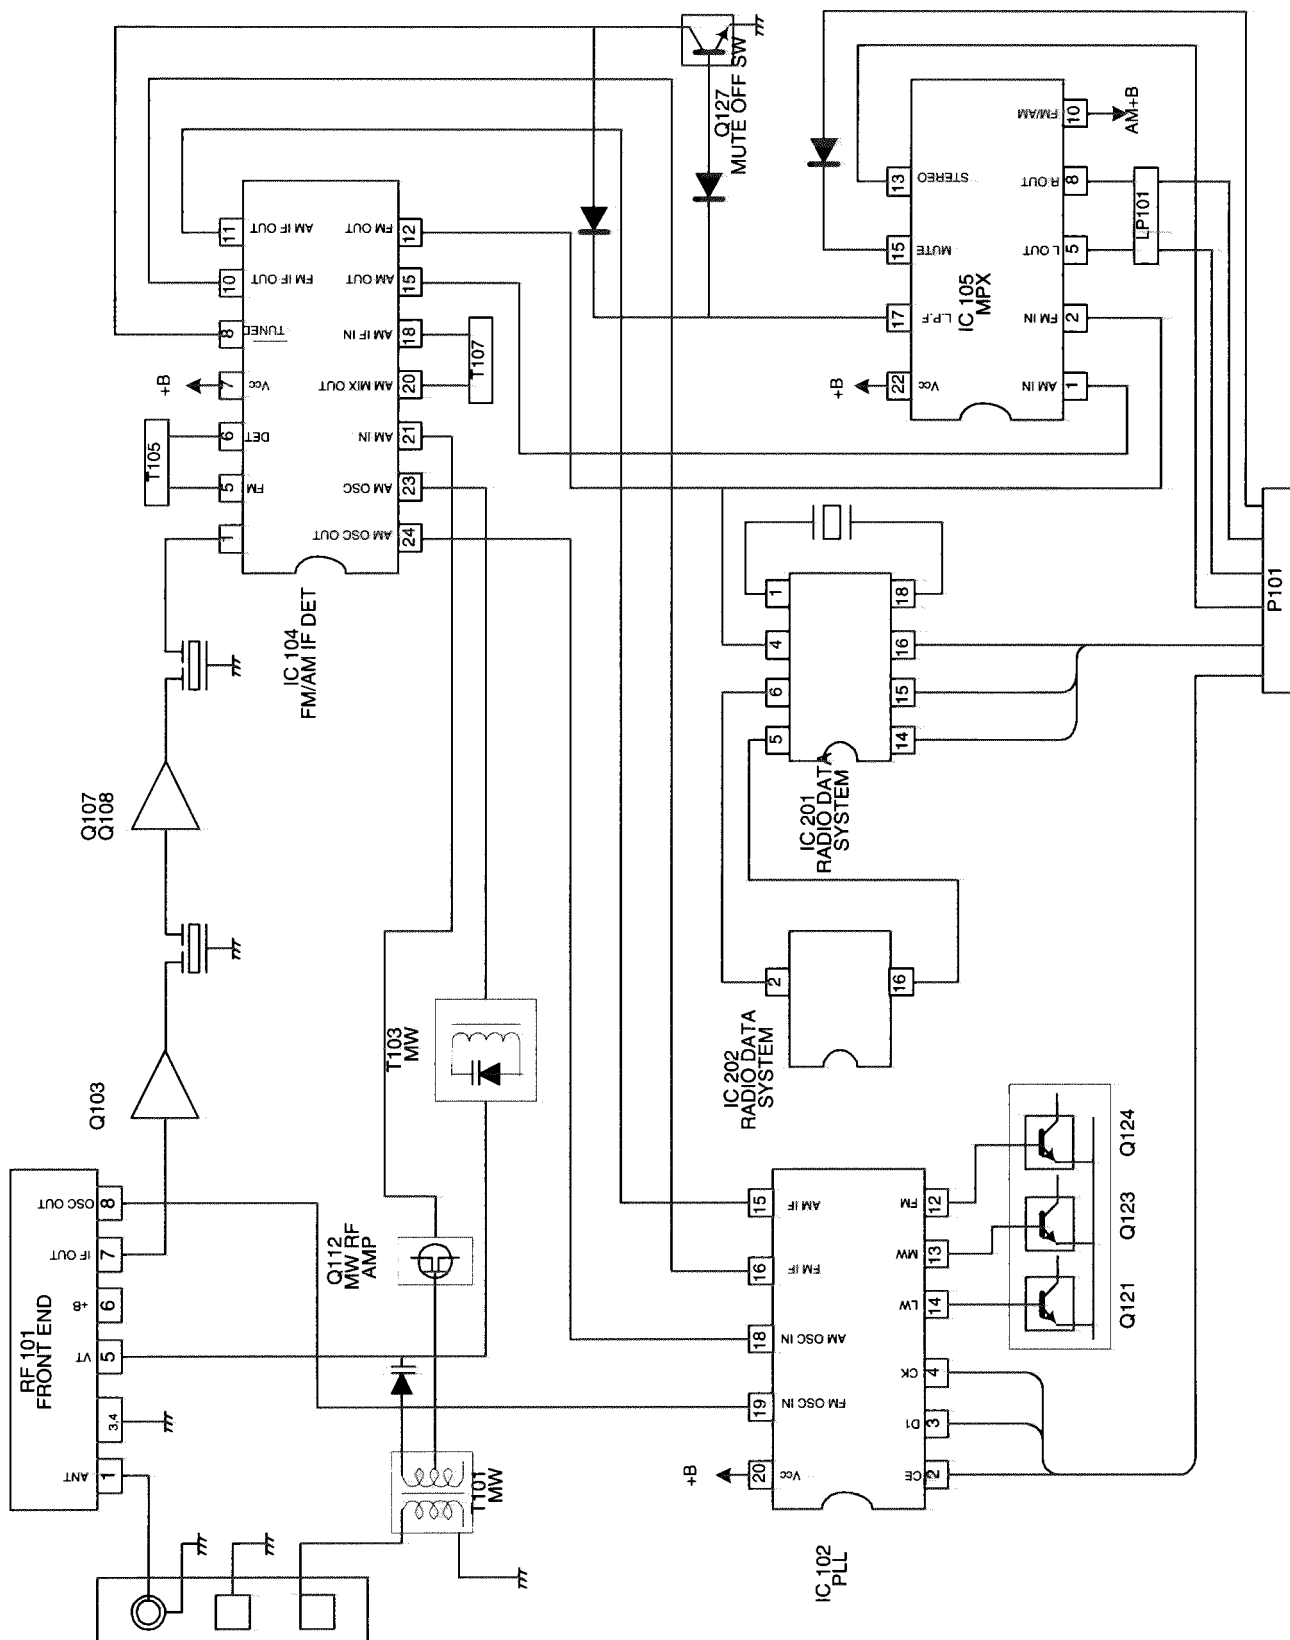 RF 101
FRONT END
ANT
VT
+B
IF OUT
OSC OUT
1
3,4
5
6
7
8
Q103
Q107
Q108
IC 104
FM/AM IF DET
1
5
6
7
8
10
11
FM
DET
Vcc
TUNED
FM IF OUT
AM IF OUT
T105
+B
AM OSC OUT
AM OSC
AM IN
AM MIX OUT
AM IF IN
AM OUT
FM OUT
24
23
21
20
18
15
12
T107
Q127
MUTE OFF SW
T101
MW
Q112
MW RF
AMP
T103
MW
IC 102
PLL
+B
20
19
18
16
15
Vcc
FM OSC IN
AM OSC IN
FM IF
AM IF
CE
D1
CK
LW
MW
FM
2
3
4
14
13
12
Q121
Q123
Q124
IC 202
RADIO DATA
SYSTEM
2
16
IC 201
RADIO DATA
SYSTEM
5
6
4
1
14
15
16
18
IC 105
MPX
+B
22
17
15
13
Vcc
L.P.F
MUTE
STEREO
AM IN
FM IN
L OUT
R OUT
FM/AM
1
2
5
8
10
AM+B
LP101
P101